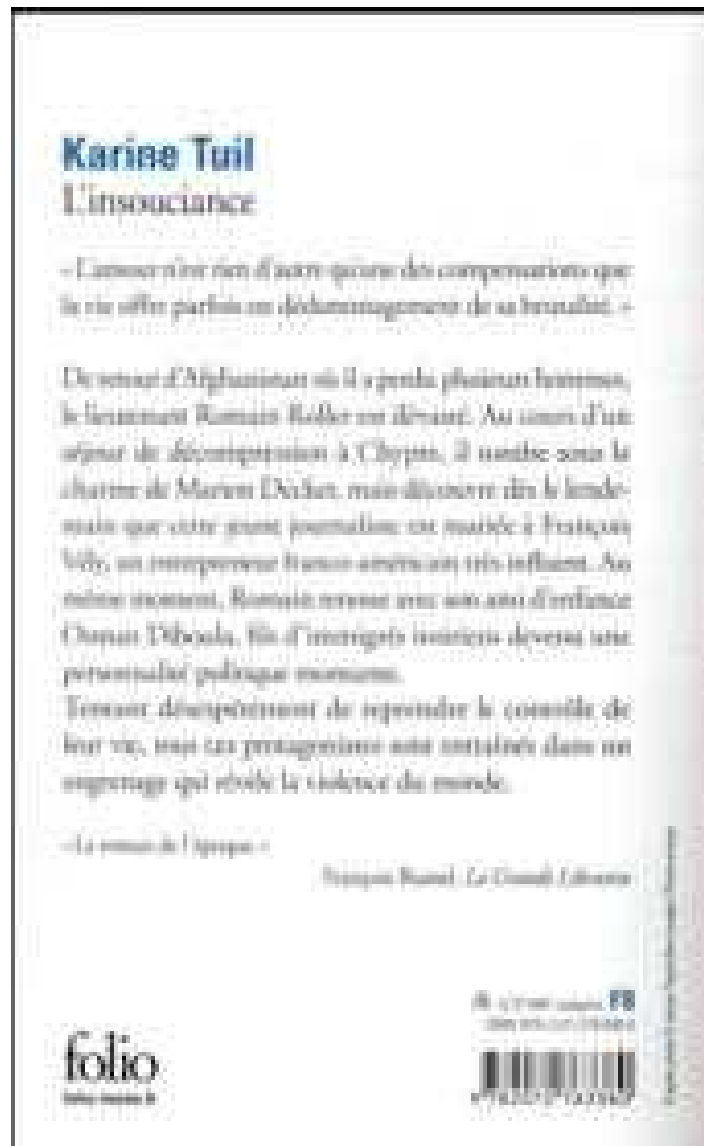 Karine Tuil
L'insouciance
« L'amour n'est rien d'autre qu'une des compensations que
la vie offre parfois en dédommagement de sa brutalité. »
De retour d'Afghanistan où il a perdu plusieurs hommes,
le lieutenant Romain Roller est dévasté. Au cours d'un
séjour de décompression à Chypre, il tombe sous le
charme de Marion Decker, mais découvre dès le lende-
main que cette jeune journaliste est mariée à François
Vély, un entrepreneur franco-américain très influent. Au
même moment, Romain renoue avec son ami d'enfance
Osman Diboula, fils d'immigrés ivoiriens devenu une
personnalité politique montante.
Tentant désespérément de reprendre le contrôle de
leur vie, tous ces protagonistes sont entraînés dans un
engrenage qui révèle la violence du monde.
« Le roman de l'époque. »
François Busnel, La Grande Librairie
F8
folio